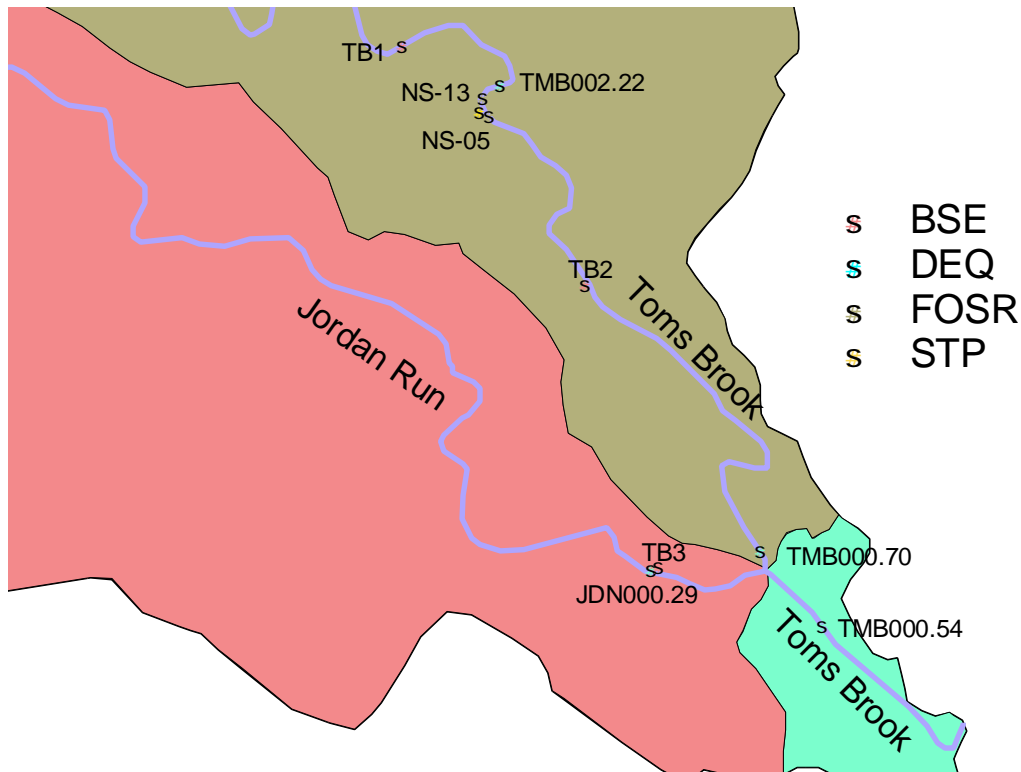 TB1
TMB002.22
NS-13
NS-05
s BSE
s DEQ
s FOSR
s STP
TB2
Toms Brook
Jordan Run
TB3
TMB000.70
JDN000.29
TMB000.54
Toms Brook